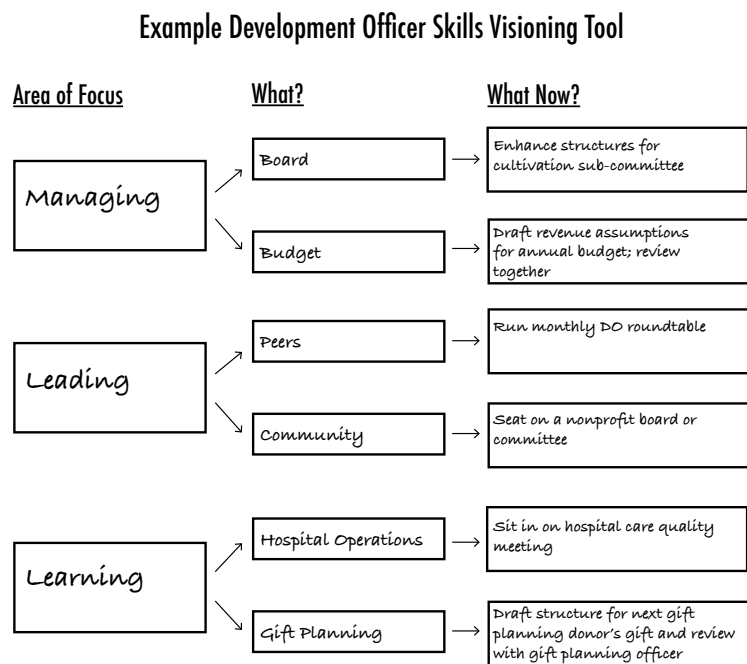 Example Development Officer Skills Visioning Tool
Area of Focus
What?
What Now?
Managing
Board
Enhance structures for
cultivation sub-committee
Budget
Draft revenue assumptions
for annual budget; review
together
Leading
Peers
Run monthly DO roundtable
Community
Seat on a nonprofit board or
committee
Learning
Hospital Operations
Sit in on hospital care quality
meeting
Gift Planning
Draft structure for next gift
planning donor's gift and review
with gift planning officer